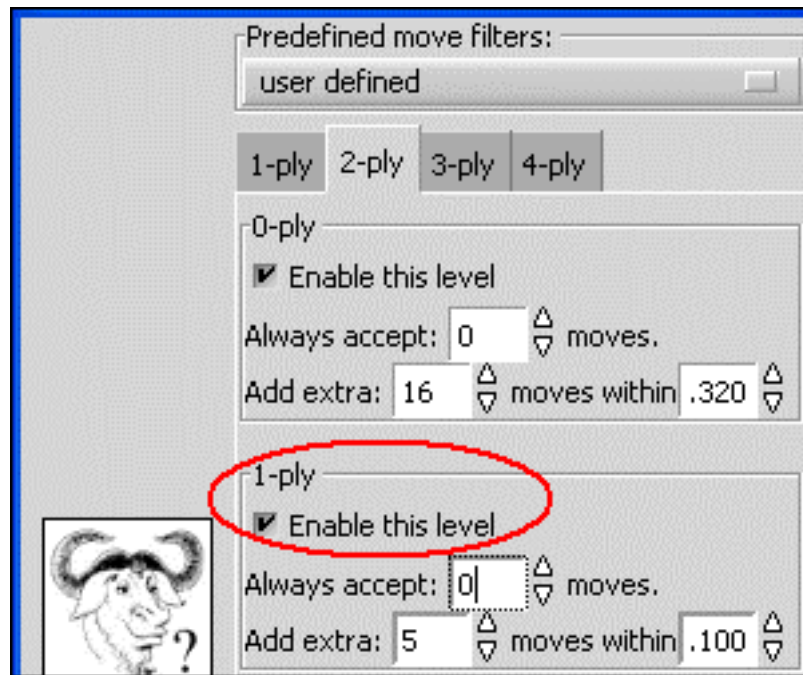 Predefined move filters:
user defined
1-ply 2-ply 3-ply 4-ply
0-ply
Enable this level
Always accept: 0 moves.
Add extra: 16 moves within .320
1-ply
Enable this level
Always accept: 0 moves.
Add extra: 5 moves within .100
?